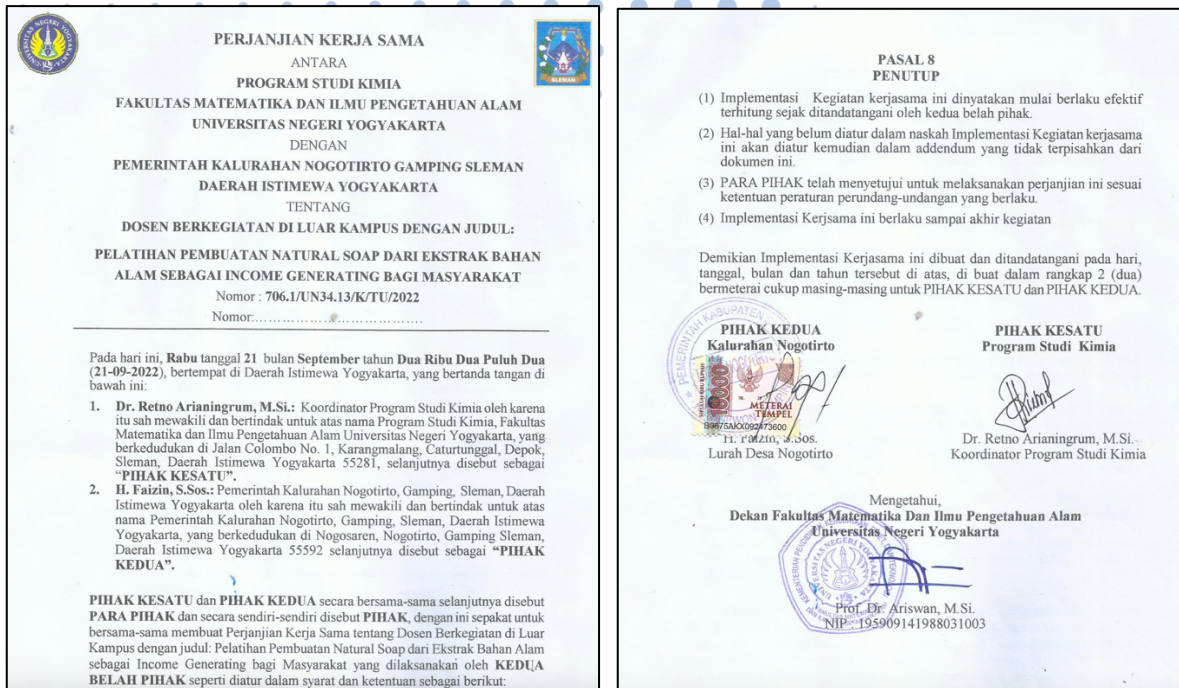 PERJANJIAN KERJA SAMA
ANTARA
PROGRAM STUDI KIMIA
FAKULTAS MATEMATIKA DAN ILMU PENGETAHUAN ALAM
UNIVERSITAS NEGERI YOGYAKARTA
DENGAN
PEMERINTAH KALURAHAN NOGOTIRTO GAMPING SLEMAN
DAERAH ISTIMEWA YOGYAKARTA
TENTANG
DOSEN BERKEGIATAN DI LUAR KAMPUS DENGAN JUDUL:
PELATIHAN PEMBUATAN NATURAL SOAP DARI EKSTRAK BAHAN
ALAM SEBAGAI INCOME GENERATING BAGI MASYARAKAT
Nomor : 706.1/UN34.13/K/TU/2022
Nomor:....................................
SLEMAN
Pada hari ini, Rabu tanggal 21 bulan September tahun Dua Ribu Dua Puluh Dua
(21-09-2022), bertempat di Daerah Istimewa Yogyakarta, yang bertanda tangan di
bawah ini:
1. Dr. Retno Arianingrum, M.Si.: Koordinator Program Studi Kimia oleh karena
itu sah mewakili dan bertindak untuk atas nama Program Studi Kimia, Fakultas
Matematika dan Ilmu Pengetahuan Alam Universitas Negeri Yogyakarta, yang
berkedudukan di Jalan Colombo No. 1, Karangmalang, Caturtunggal, Depok,
Sleman, Daerah Istimewa Yogyakarta 55281, selanjutnya disebut sebagai
“PIHAK KESATU”.
2. H. Faizin, S.Sos.: Pemerintah Kalurahan Nogotirto, Gamping, Sleman, Daerah
Istimewa Yogyakarta oleh karena itu sah mewakili dan bertindak untuk atas
nama Pemerintah Kalurahan Nogotirto, Gamping, Sleman, Daerah Istimewa
Yogyakarta, yang berkedudukan di Nogosaren, Nogotirto, Gamping Sleman,
Daerah Istimewa Yogyakarta 55592 selanjutnya disebut sebagai “PIHAK
KEDUA”.
PIHAK KESATU dan PIHAK KEDUA secara bersama-sama selanjutnya disebut
PARA PIHAK dan secara sendiri-sendiri disebut PIHAK, dengan ini sepakat untuk
bersama-sama membuat Perjanjian Kerja Sama tentang Dosen Berkegiatan di Luar
Kampus dengan judul: Pelatihan Pembuatan Natural Soap dari Ekstrak Bahan Alam
sebagai Income Generating bagi Masyarakat yang dilaksanakan oleh KEDUA
BELAH PIHAK seperti diatur dalam syarat dan ketentuan sebagai berikut:
PASAL 8
PENUTUP
(1) Implementasi Kegiatan kerjasama ini dinyatakan mulai berlaku efektif
terhitung sejak ditandatangani oleh kedua belah pihak.
(2) Hal-hal yang belum diatur dalam naskah Implementasi Kegiatan kerjasama
ini akan diatur kemudian dalam addendum yang tidak terpisahkan dari
dokumen ini.
(3) PARA PIHAK telah menyetujui untuk melaksanakan perjanjian ini sesuai
ketentuan peraturan perundang-undangan yang berlaku.
(4) Implementasi Kerjsama ini berlaku sampai akhir kegiatan
Demikian Implementasi Kerjasama ini dibuat dan ditandatangani pada hari,
tanggal, bulan dan tahun tersebut di atas, di buat dalam rangkap 2 (dua)
bermeterai cukup masing-masing untuk PIHAK KESATU dan PIHAK KEDUA.
PIHAK KEDUA
Kalurahan Nogotirto
10000
METERAI
TEMPEL
H. Faizin, S.Sos.
Lurah Desa Nogotirto
PIHAK KESATU
Program Studi Kimia
Dr. Retno Arianingrum, M.Si.
Koordinator Program Studi Kimia
Mengetahui,
Dekan Fakultas Matematika Dan Ilmu Pengetahuan Alam
Universitas Negeri Yogyakarta
Prof. Dr. Ariswan, M.Si.
NIP : 195909141988031003